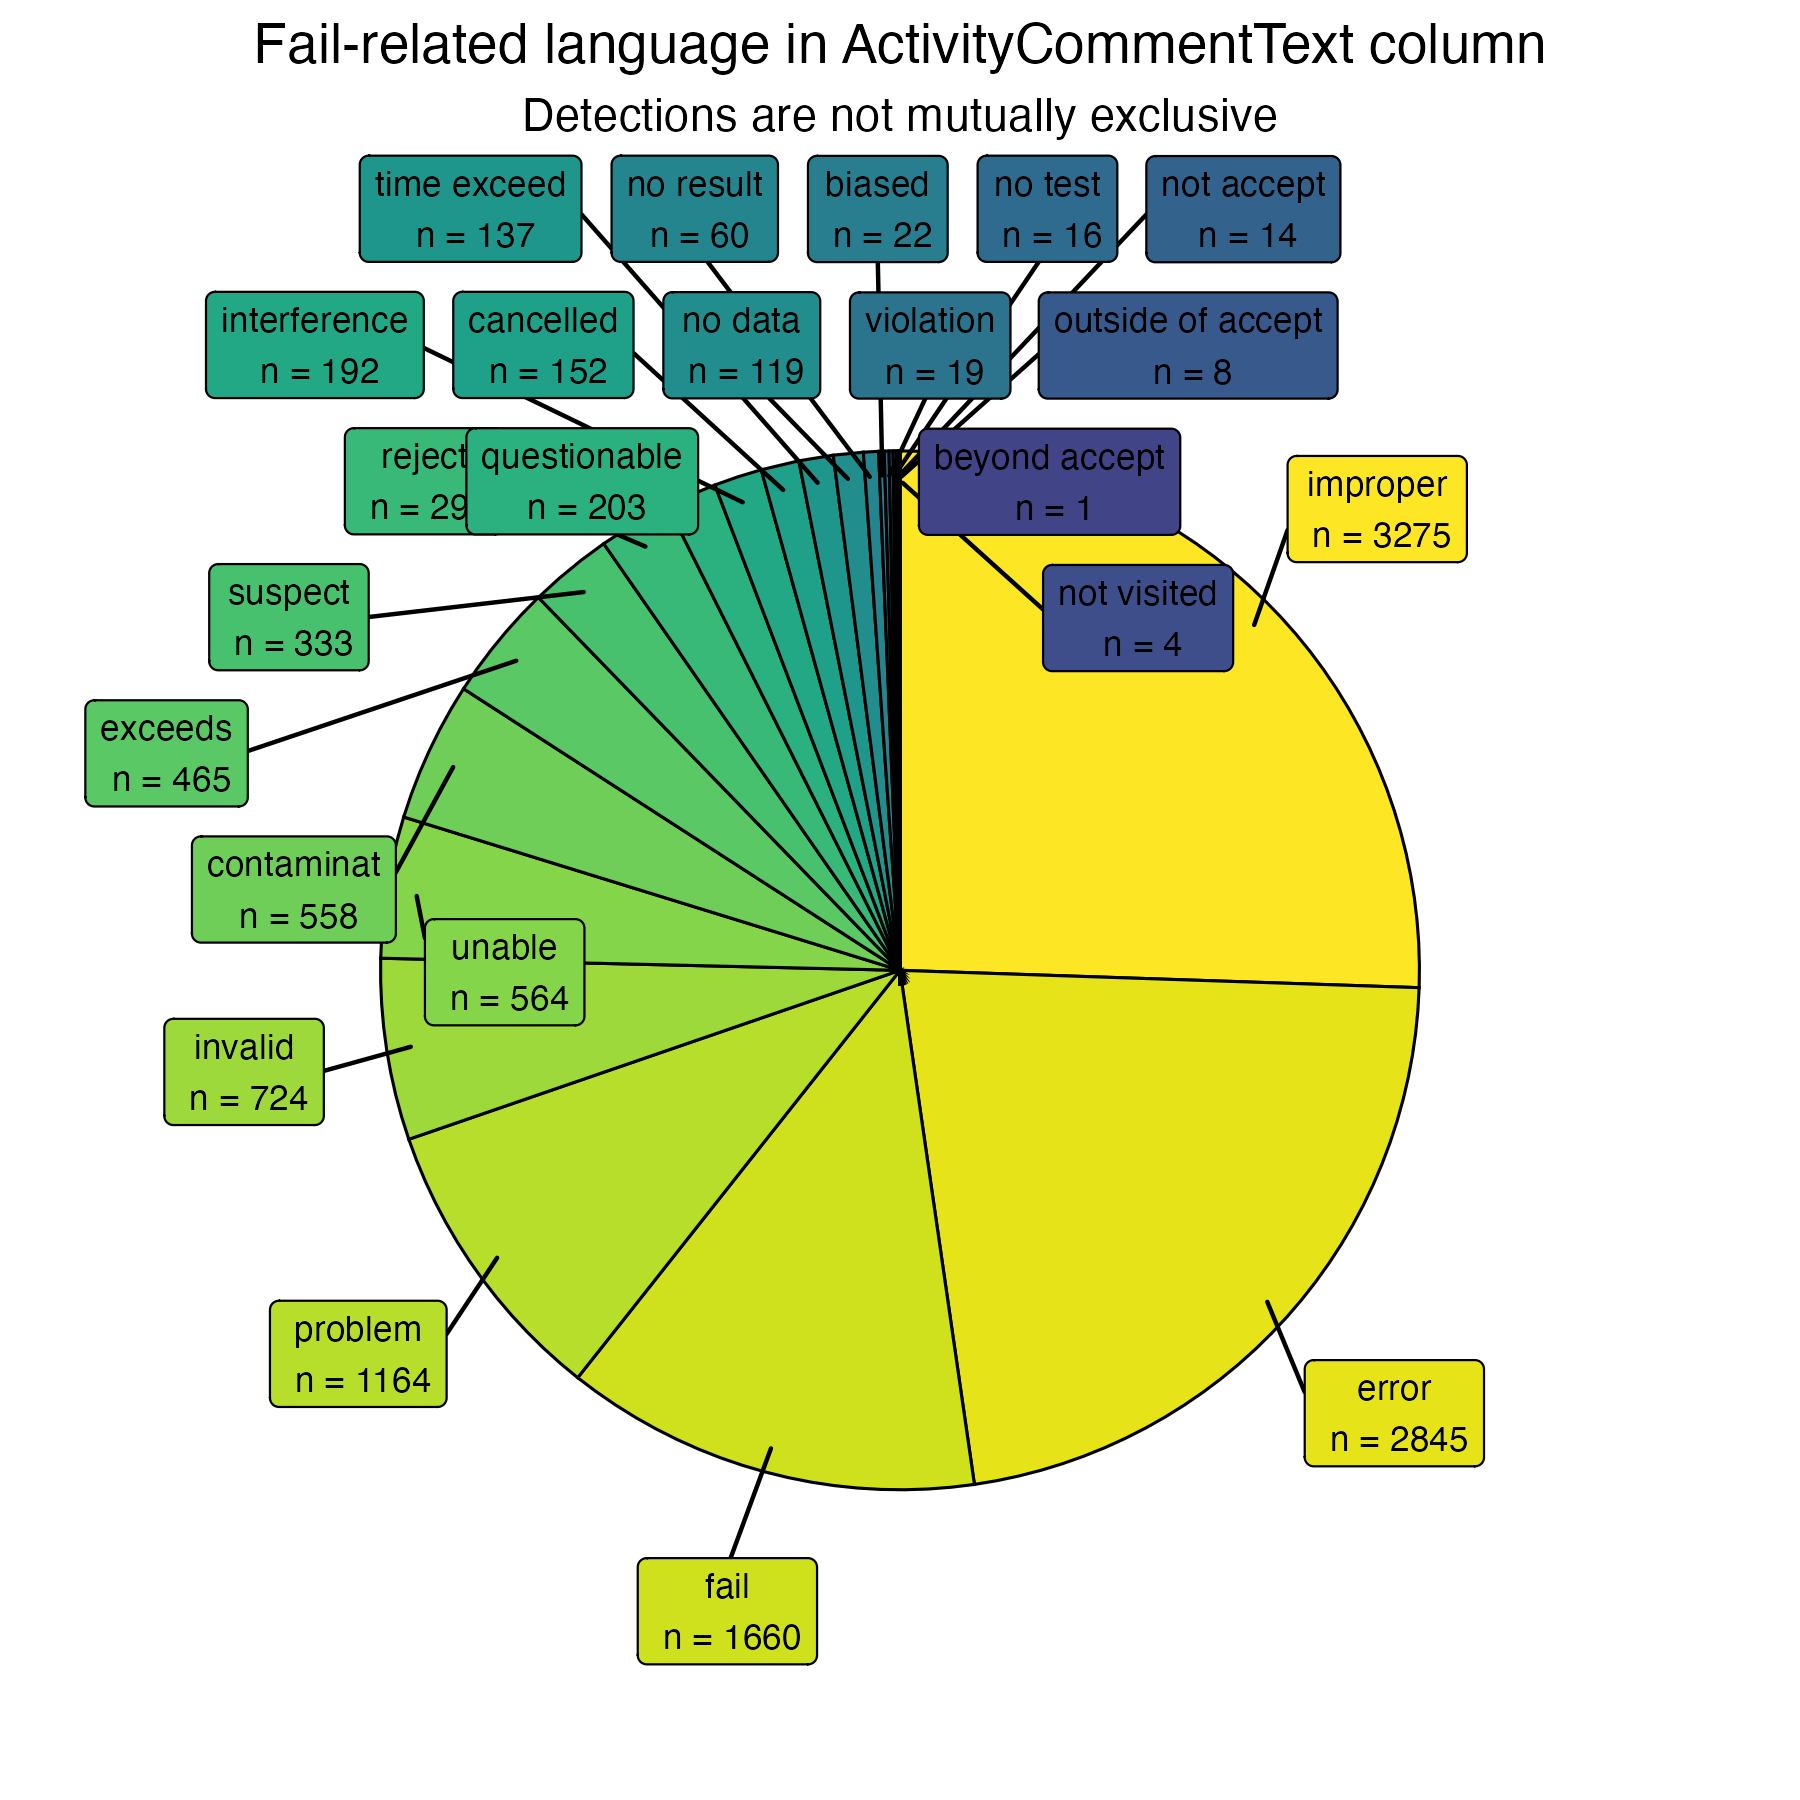 Fail-related language in ActivityCommentText column
Detections are not mutually exclusive
time exceed
n = 137
no result
n = 60
biased
n = 22
no test
n = 16
not accept
n = 14
interference
n = 192
cancelled
n = 152
no data
n = 119
violation
n = 19
outside of accept
n = 8
reject
n = 29
questionable
n = 203
beyond accept
n = 1
improper
n = 3275
suspect
n = 333
not visited
n = 4
exceeds
n = 465
contaminat
n = 558
unable
n = 564
invalid
n = 724
problem
n = 1164
error
n = 2845
fail
n = 1660